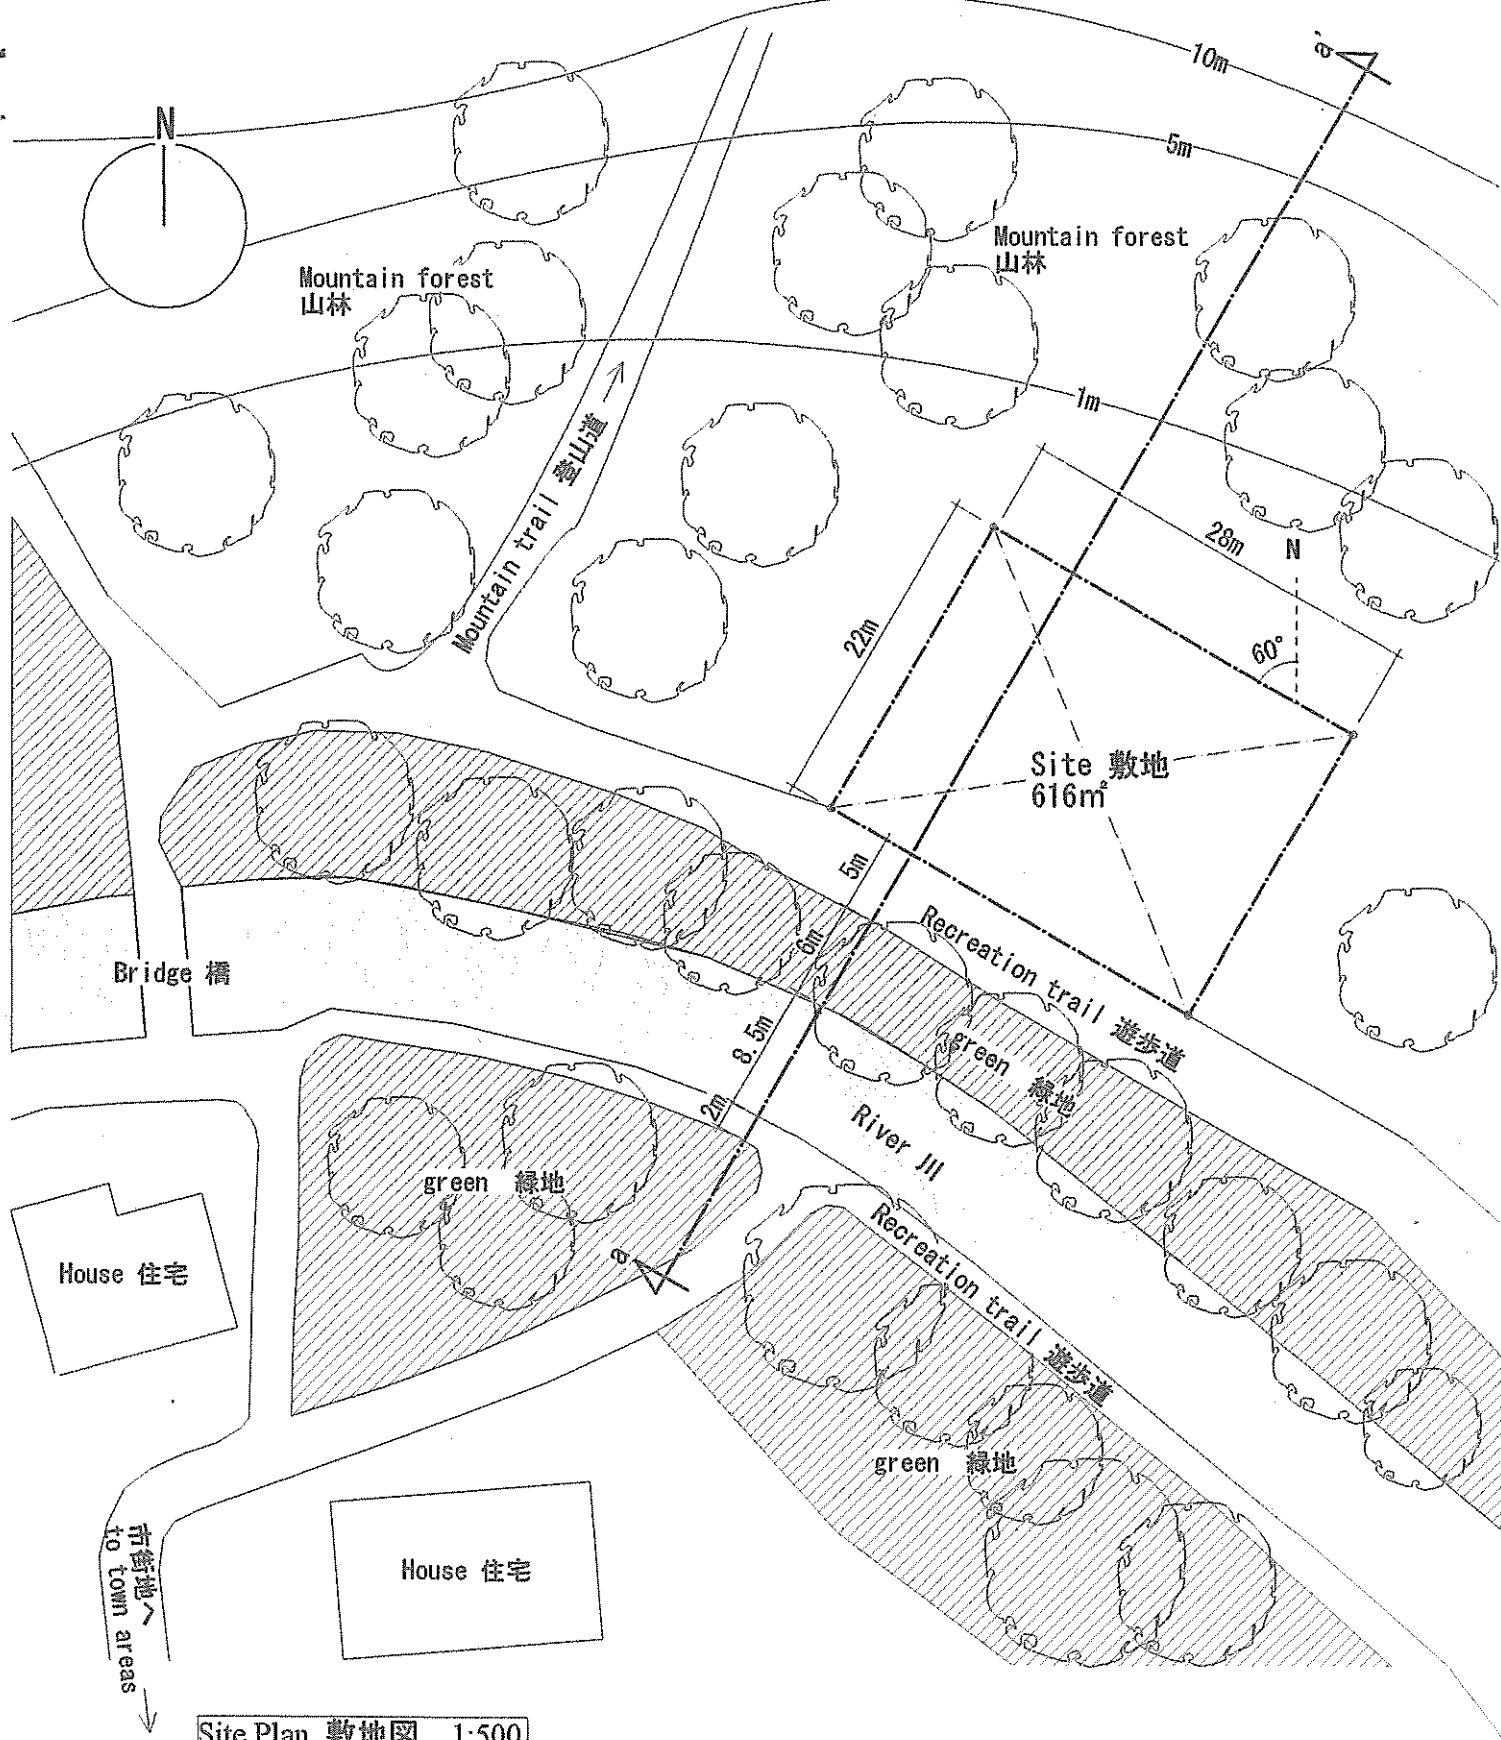 N
10m
a'
5m
Mountain forest
山林
Mountain forest
山林
1m
Mountain trail 登山道
28m
N
22m
60°
Site 敷地
616㎡
5m
6m
Recreation trail 遊歩道
Bridge 橋
8.5m
green 緑地
2m
River 川
green 緑地
Recreation trail 遊歩道
a
House 住宅
green 緑地
House 住宅
市街地へ
to town areas
Site Plan 敷地図 1:500